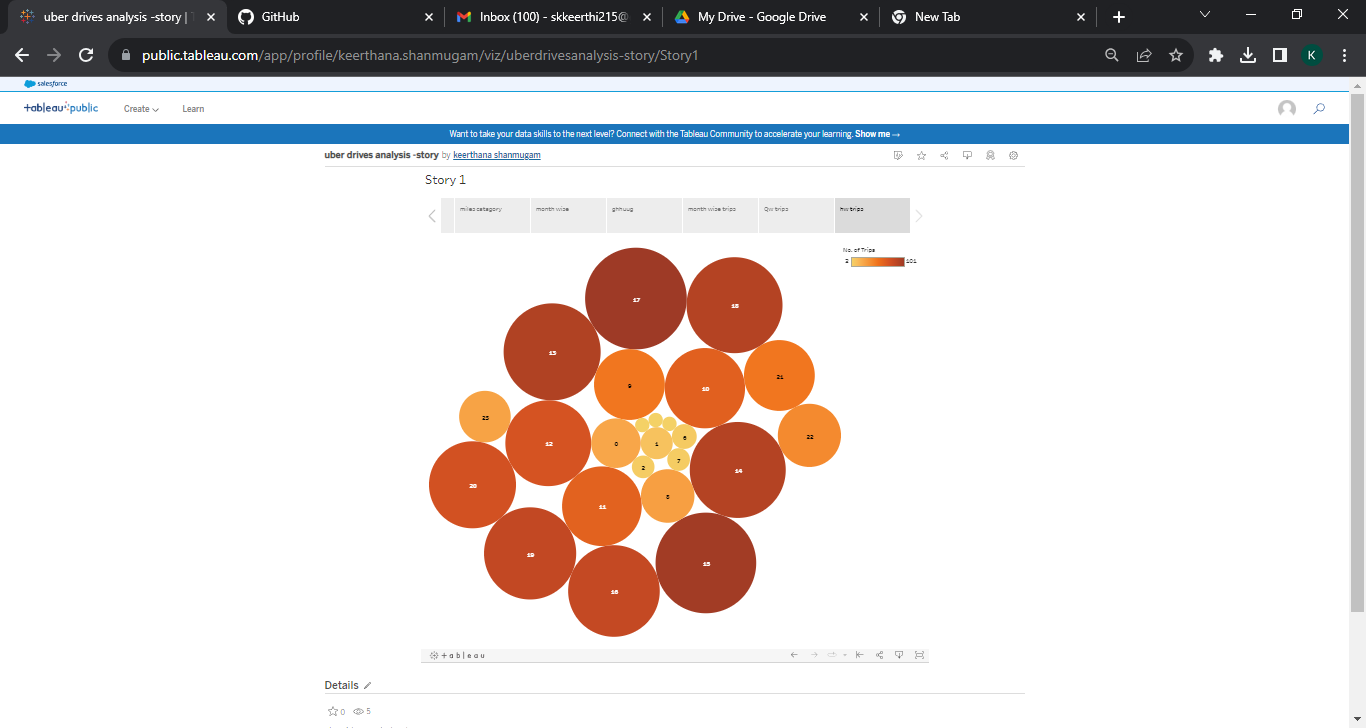 uber drives analysis -story | T
GitHub
Inbox (100) - skkeerthi215@
My Drive - Google Drive
New Tab
public.tableau.com/app/profile/keerthana.shanmugam/viz/uberdrivesanalysis-story/Story1
K
salesforce
+ableau public
Create
Learn
Want to take your data skills to the next level? Connect with the Tableau Community to accelerate your learning. Show me →
uber drives analysis -story by keerthana shanmugam
Story 1
miles catagory
month wise
ghhuug
month wise trips
Qw trips
hw trips
No. of Trips
2
101
17
18
13
9
10
21
23
12
0
1
6
22
2
7
14
20
8
11
19
16
15
+ableau
Details
0
5